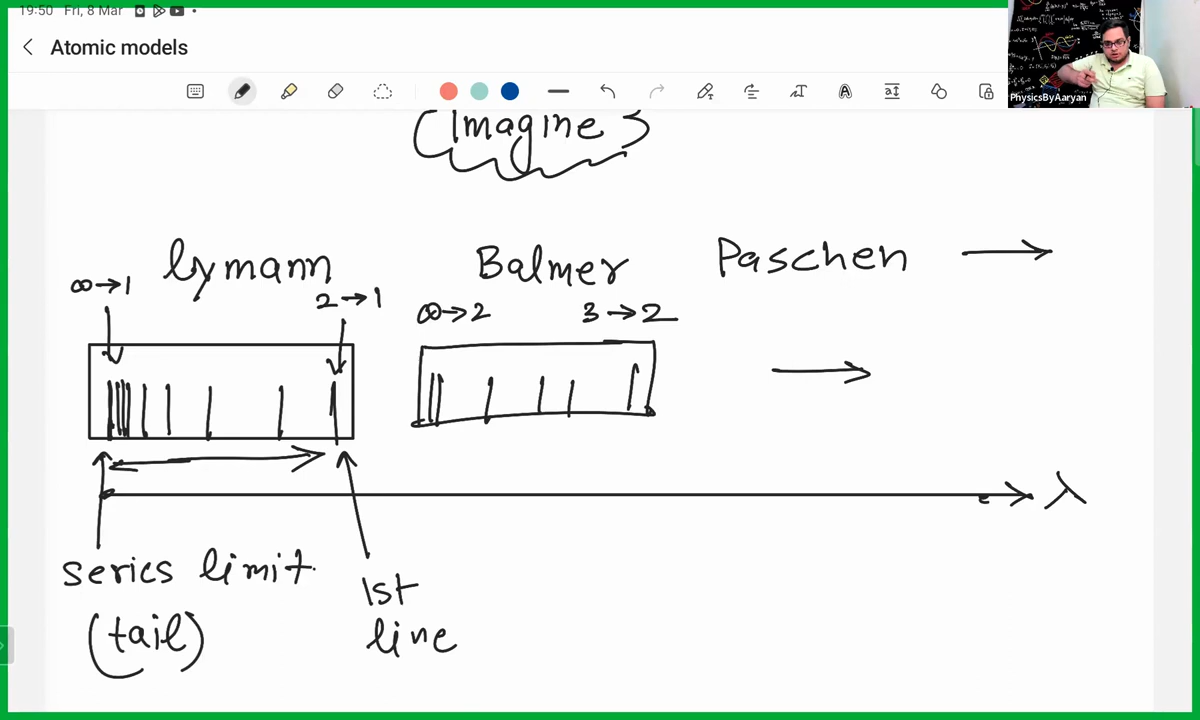 19:50 Fri, 8 Mar
Atomic models
PhysicsByAaryan
Imagine
lymann Balmer Paschen →
∞→1 2→1 ∞→2 3→2
λ
series limit
(tail)
1st
line